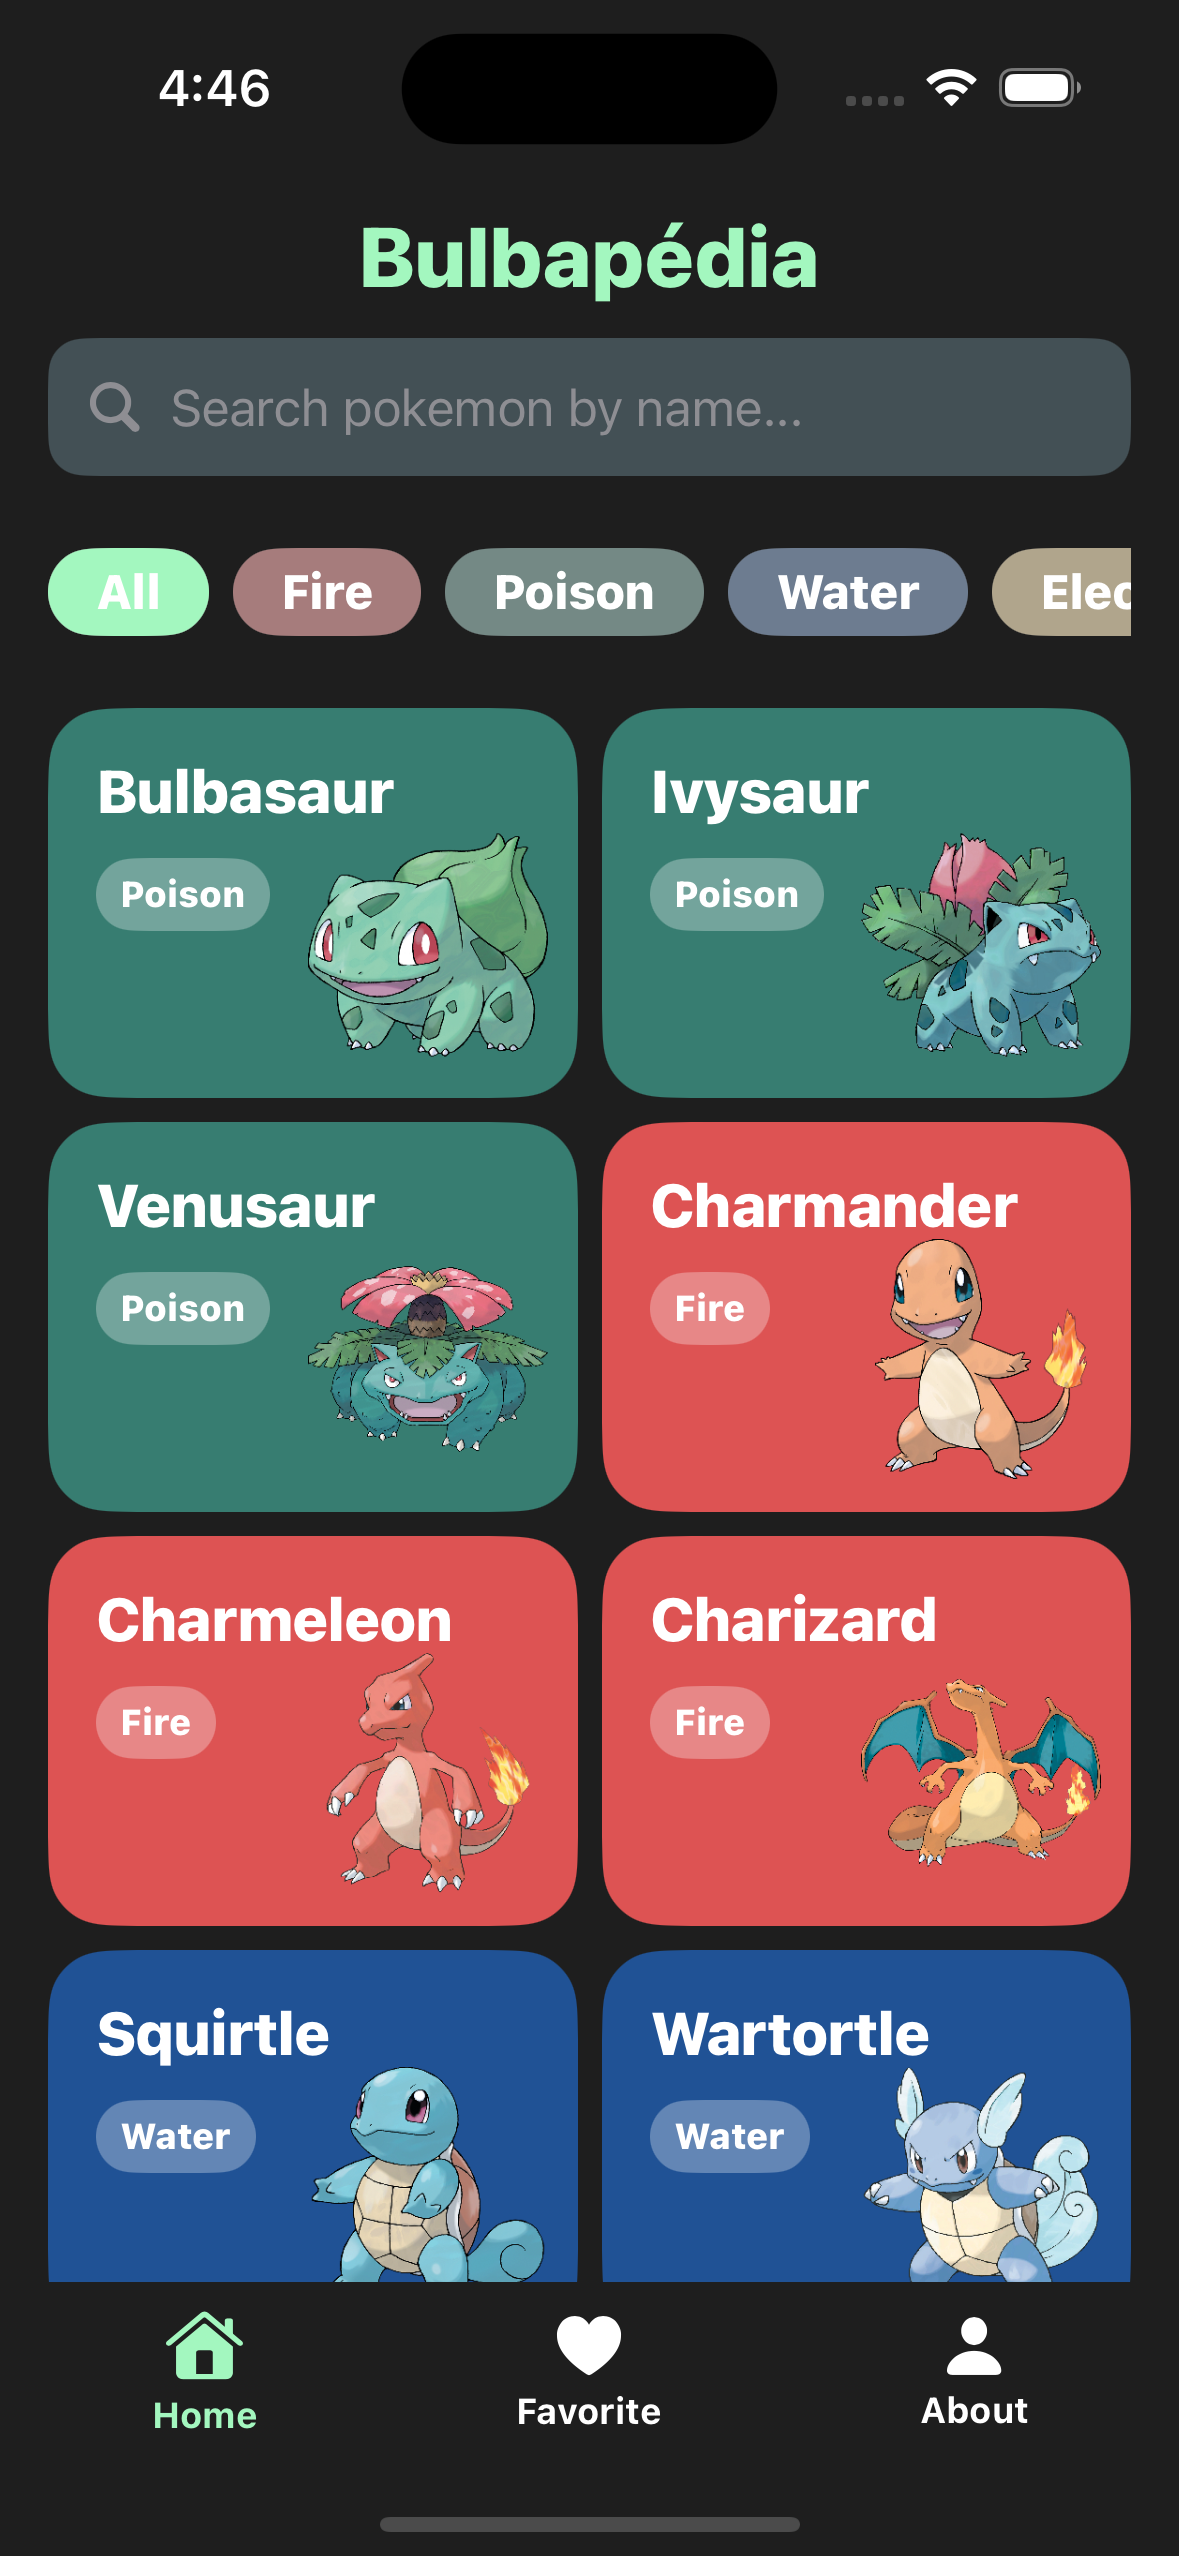 4:46
Bulbapédia
Search pokemon by name...
All Fire Poison Water Elec
Bulbasaur
Poison
Ivysaur
Poison
Venusaur
Poison
Charmander
Fire
Charmeleon
Fire
Charizard
Fire
Squirtle
Water
Wartortle
Water
Home Favorite About